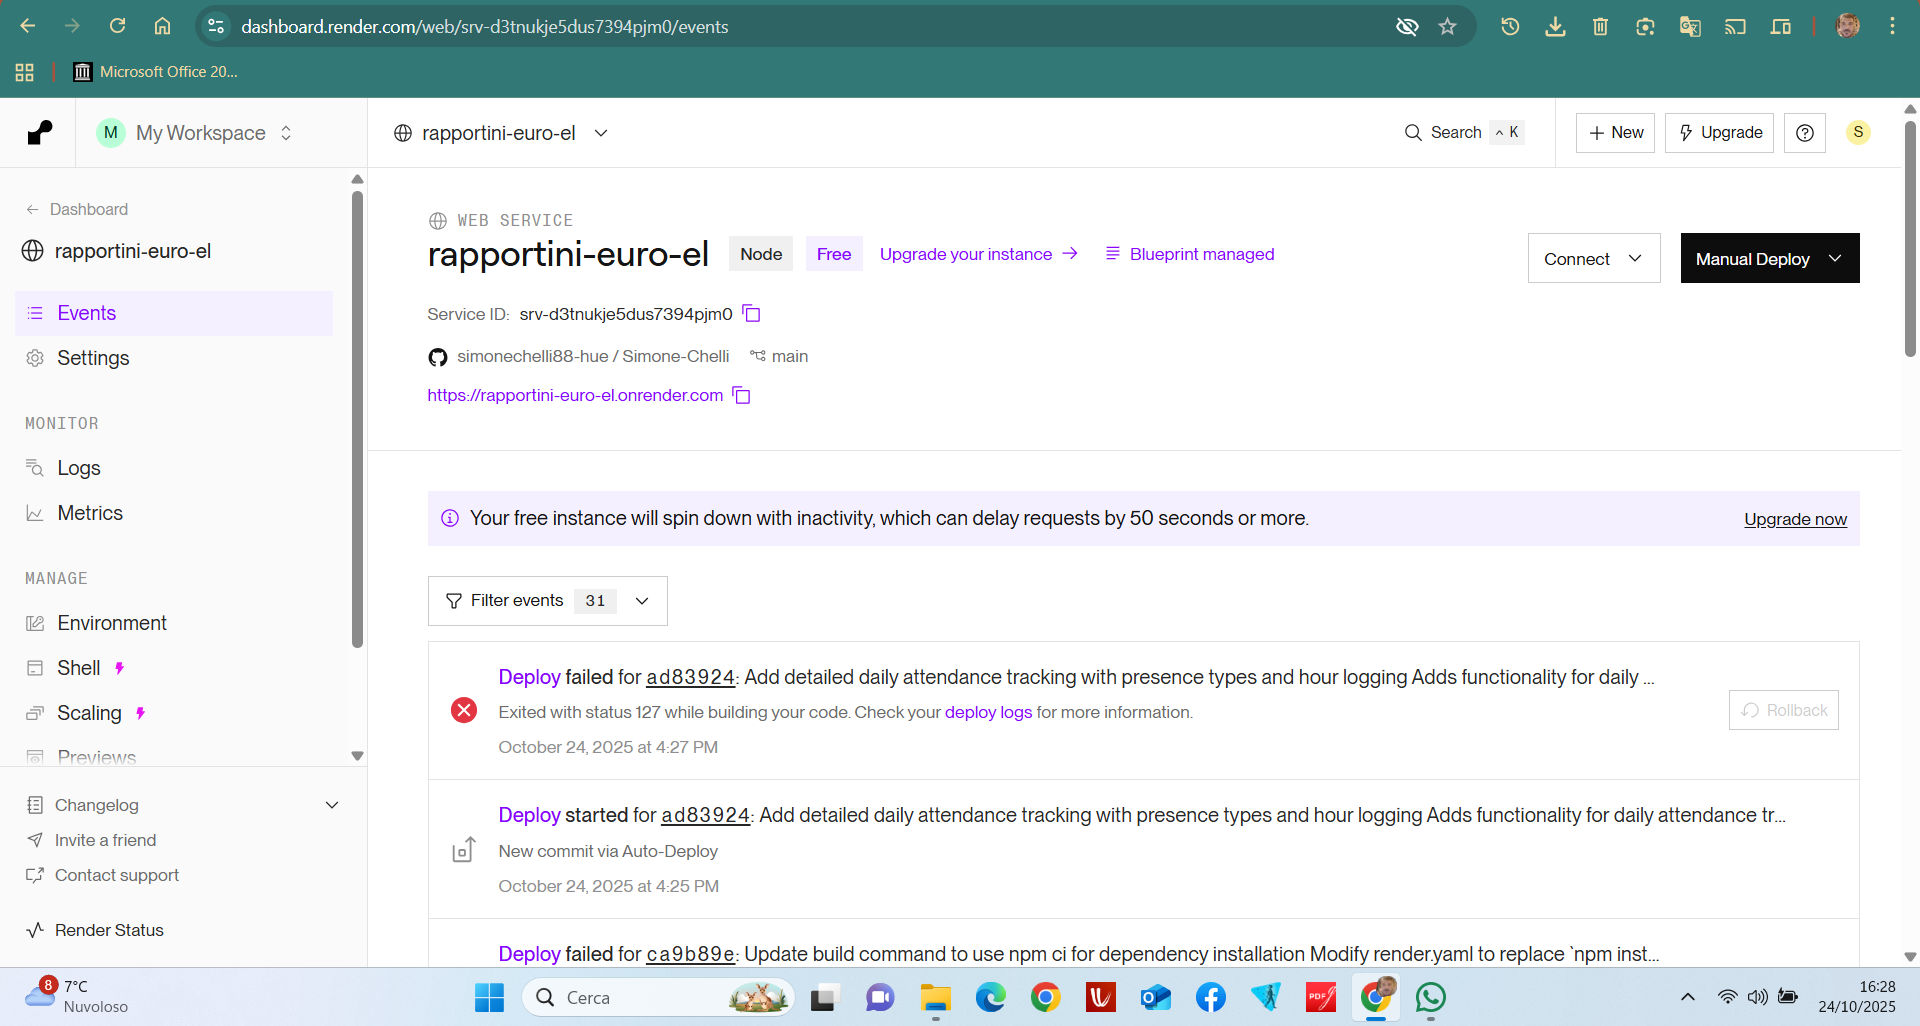 dashboard.render.com/web/srv-d3tnukje5dus7394pjm0/events
Microsoft Office 20...
M My Workspace
rapportini-euro-el
Search ^ K
+ New
Upgrade
S
Dashboard
rapportini-euro-el
Events
Settings
MONITOR
Logs
Metrics
MANAGE
Environment
Shell
Scaling
Previews
Changelog
Invite a friend
Contact support
Render Status
WEB SERVICE
rapportini-euro-el Node Free Upgrade your instance → Blueprint managed
Connect
Manual Deploy
Service ID: srv-d3tnukje5dus7394pjm0
simonechelli88-hue / Simone-Chelli main
https://rapportini-euro-el.onrender.com
Your free instance will spin down with inactivity, which can delay requests by 50 seconds or more.
Upgrade now
Filter events 31
Deploy failed for ad83924: Add detailed daily attendance tracking with presence types and hour logging Adds functionality for daily ...
Exited with status 127 while building your code. Check your deploy logs for more information.
October 24, 2025 at 4:27 PM
Rollback
Deploy started for ad83924: Add detailed daily attendance tracking with presence types and hour logging Adds functionality for daily attendance tr...
New commit via Auto-Deploy
October 24, 2025 at 4:25 PM
Deploy failed for ca9b89e: Update build command to use npm ci for dependency installation Modify render.yaml to replace `npm inst...
8
7°C
Nuvoloso
Cerca
PDF
16:28
24/10/2025